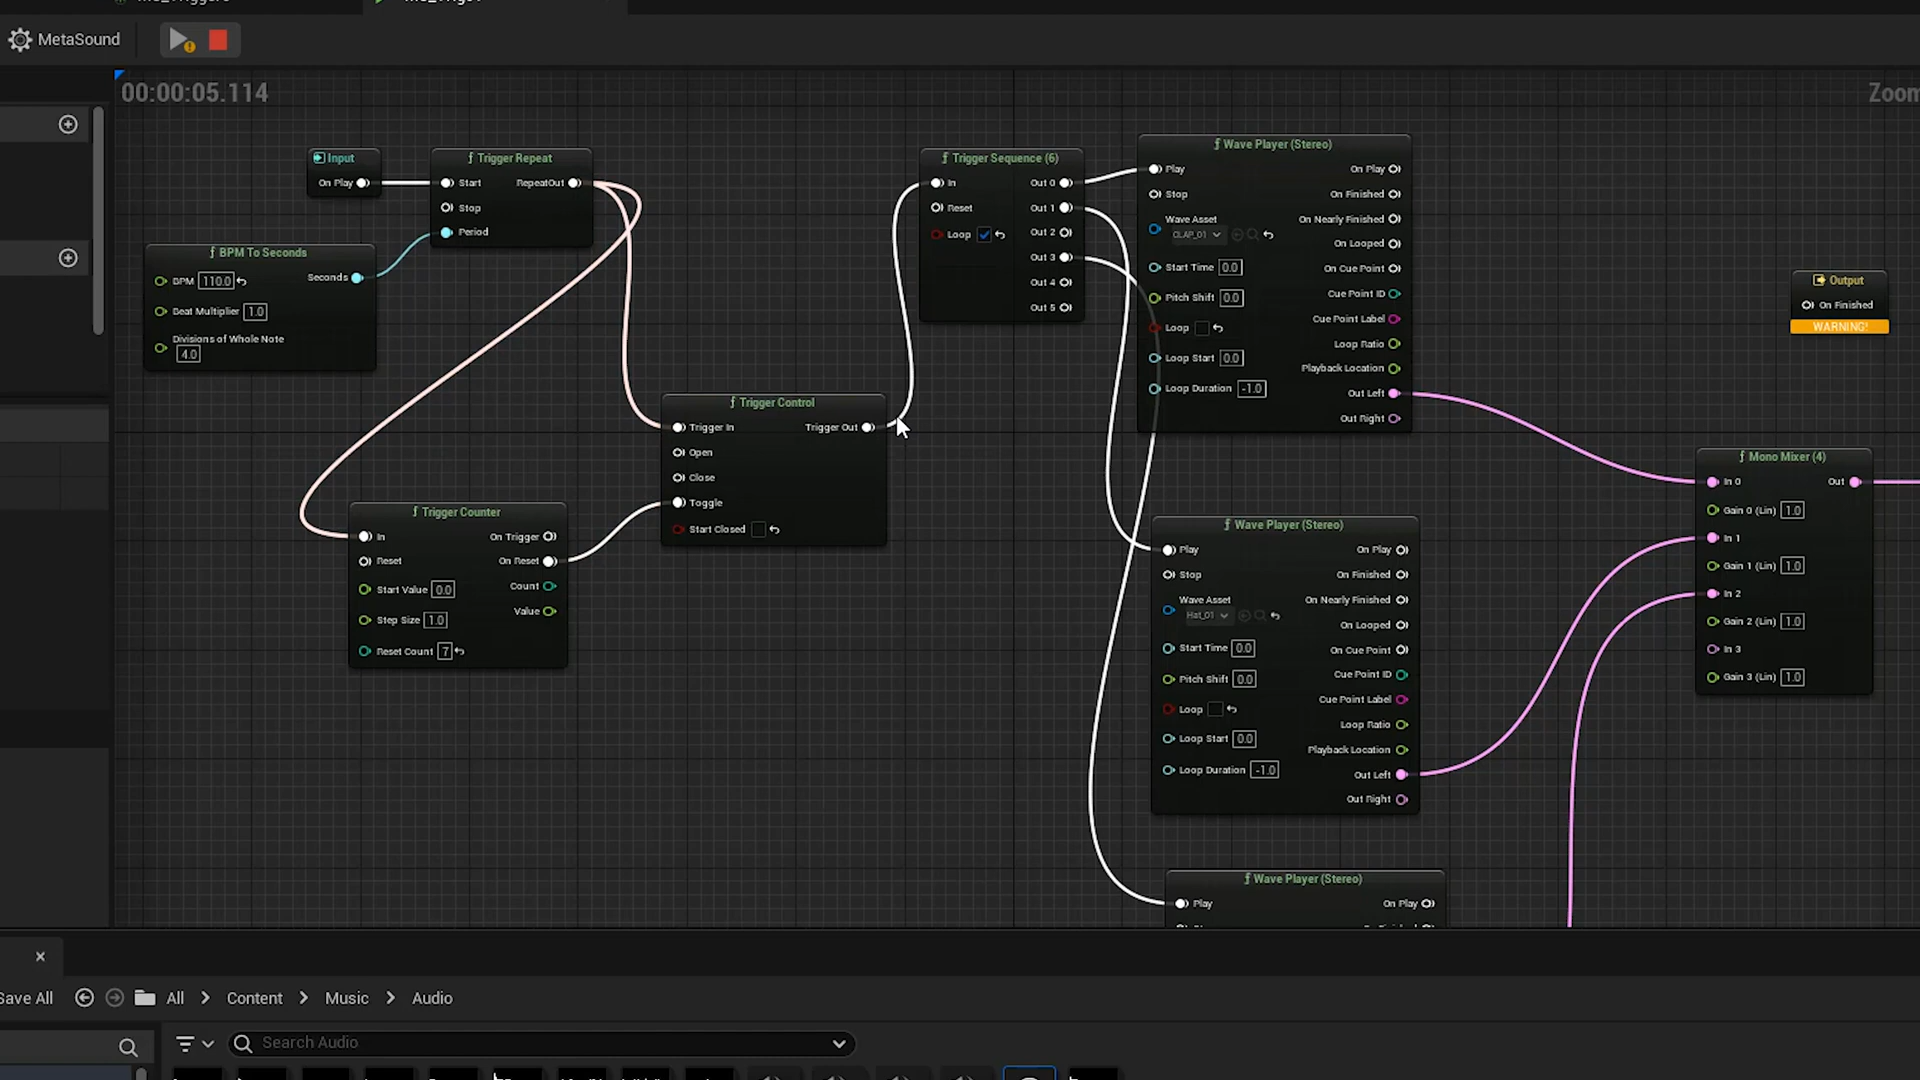 MetaSound
00:00:05.114
Zoom
Input
On Play
Trigger Repeat
Start
RepeatOut
Stop
Period
BPM To Seconds
BPM 110.0
Seconds
Beat Multiplier 1.0
Divisions of Whole Note
4.0
Trigger Counter
In
On Trigger
Reset
On Reset
Start Value 0.0
Count
Step Size 1.0
Value
Reset Count 7
Trigger Control
Trigger In
Trigger Out
Open
Close
Toggle
Start Closed
Trigger Sequence (6)
In
Out 0
Reset
Out 1
Loop
Out 2
Out 3
Out 4
Out 5
Wave Player (Stereo)
Play
On Play
Stop
On Finished
Wave Asset
On Nearly Finished
CLAP_01
On Looped
Start Time 0.0
On Cue Point
Pitch Shift 0.0
Cue Point ID
Cue Point Label
Loop
Loop Ratio
Loop Start 0.0
Playback Location
Loop Duration -1.0
Out Left
Out Right
Wave Player (Stereo)
Play
On Play
Stop
On Finished
Wave Asset
On Nearly Finished
Hat_01
On Looped
Start Time 0.0
On Cue Point
Pitch Shift 0.0
Cue Point ID
Cue Point Label
Loop
Loop Ratio
Loop Start 0.0
Playback Location
Loop Duration -1.0
Out Left
Out Right
Wave Player (Stereo)
Play
On Play
Output
On Finished
WARNING!
Mono Mixer (4)
In 0
Out
Gain 0 (Lin) 1.0
In 1
Gain 1 (Lin) 1.0
In 2
Gain 2 (Lin) 1.0
In 3
Gain 3 (Lin) 1.0
Save All
All
Content
Music
Audio
Search Audio